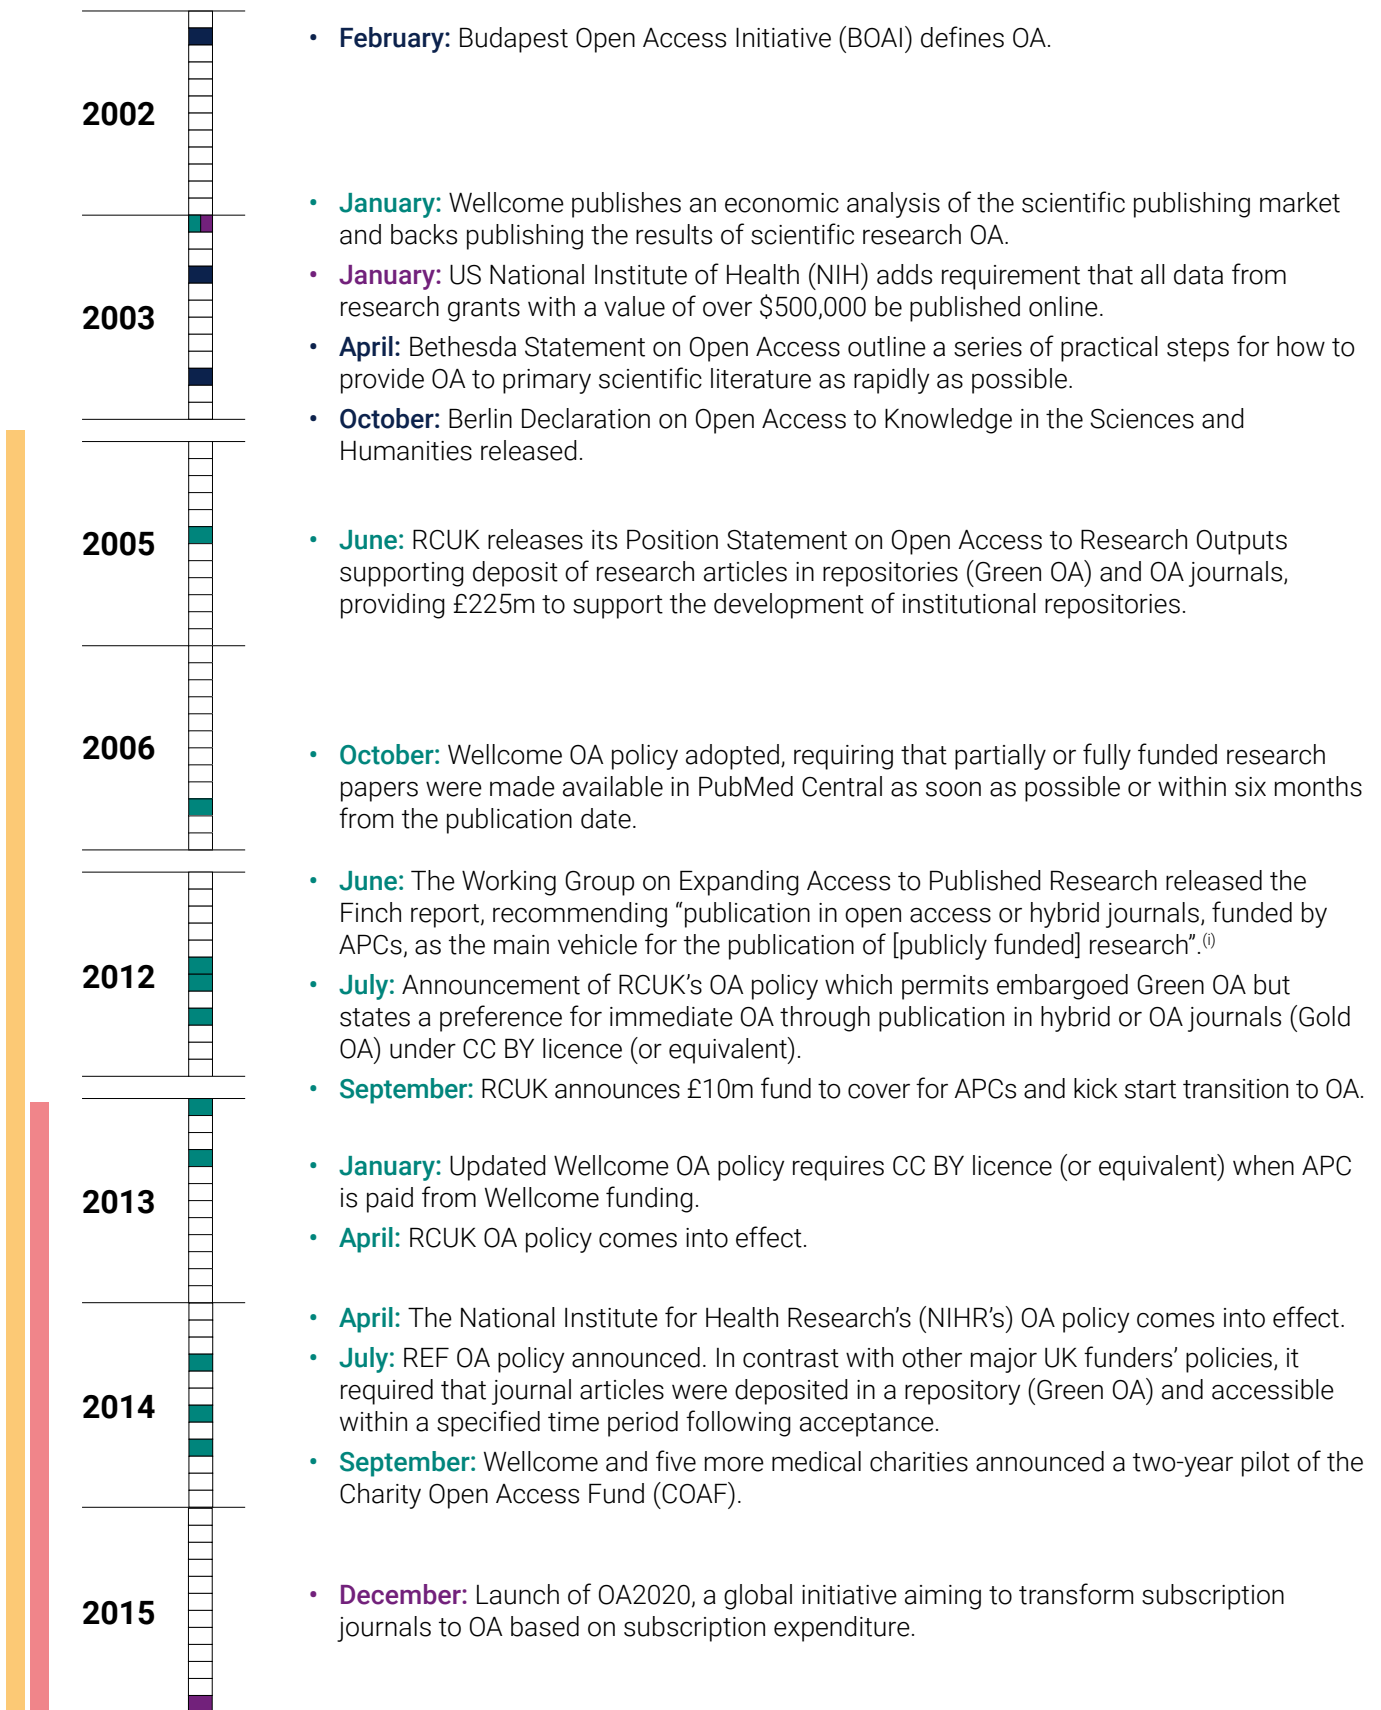 • February: Budapest Open Access Initiative (BOAI) defines OA.
2002
• January: Wellcome publishes an economic analysis of the scientific publishing market
and backs publishing the results of scientific research OA.
• January: US National Institute of Health (NIH) adds requirement that all data from
research grants with a value of over $500,000 be published online.
2003
• April: Bethesda Statement on Open Access outline a series of practical steps for how to
provide OA to primary scientific literature as rapidly as possible.
• October: Berlin Declaration on Open Access to Knowledge in the Sciences and
Humanities released.
2005
• June: RCUK releases its Position Statement on Open Access to Research Outputs
supporting deposit of research articles in repositories (Green OA) and OA journals,
providing £225m to support the development of institutional repositories.
2006
• October: Wellcome OA policy adopted, requiring that partially or fully funded research
papers were made available in PubMed Central as soon as possible or within six months
from the publication date.
• June: The Working Group on Expanding Access to Published Research released the
Finch report, recommending “publication in open access or hybrid journals, funded by
APCs, as the main vehicle for the publication of [publicly funded] research”.(i)
2012
• July: Announcement of RCUK's OA policy which permits embargoed Green OA but
states a preference for immediate OA through publication in hybrid or OA journals (Gold
OA) under CC BY licence (or equivalent).
• September: RCUK announces £10m fund to cover for APCs and kick start transition to OA.
• January: Updated Wellcome OA policy requires CC BY licence (or equivalent) when APC
is paid from Wellcome funding.
2013
• April: RCUK OA policy comes into effect.
• April: The National Institute for Health Research’s (NIHR’s) OA policy comes into effect.
• July: REF OA policy announced. In contrast with other major UK funders’ policies, it
required that journal articles were deposited in a repository (Green OA) and accessible
within a specified time period following acceptance.
2014
• September: Wellcome and five more medical charities announced a two-year pilot of the
Charity Open Access Fund (COAF).
2015
• December: Launch of OA2020, a global initiative aiming to transform subscription
journals to OA based on subscription expenditure.